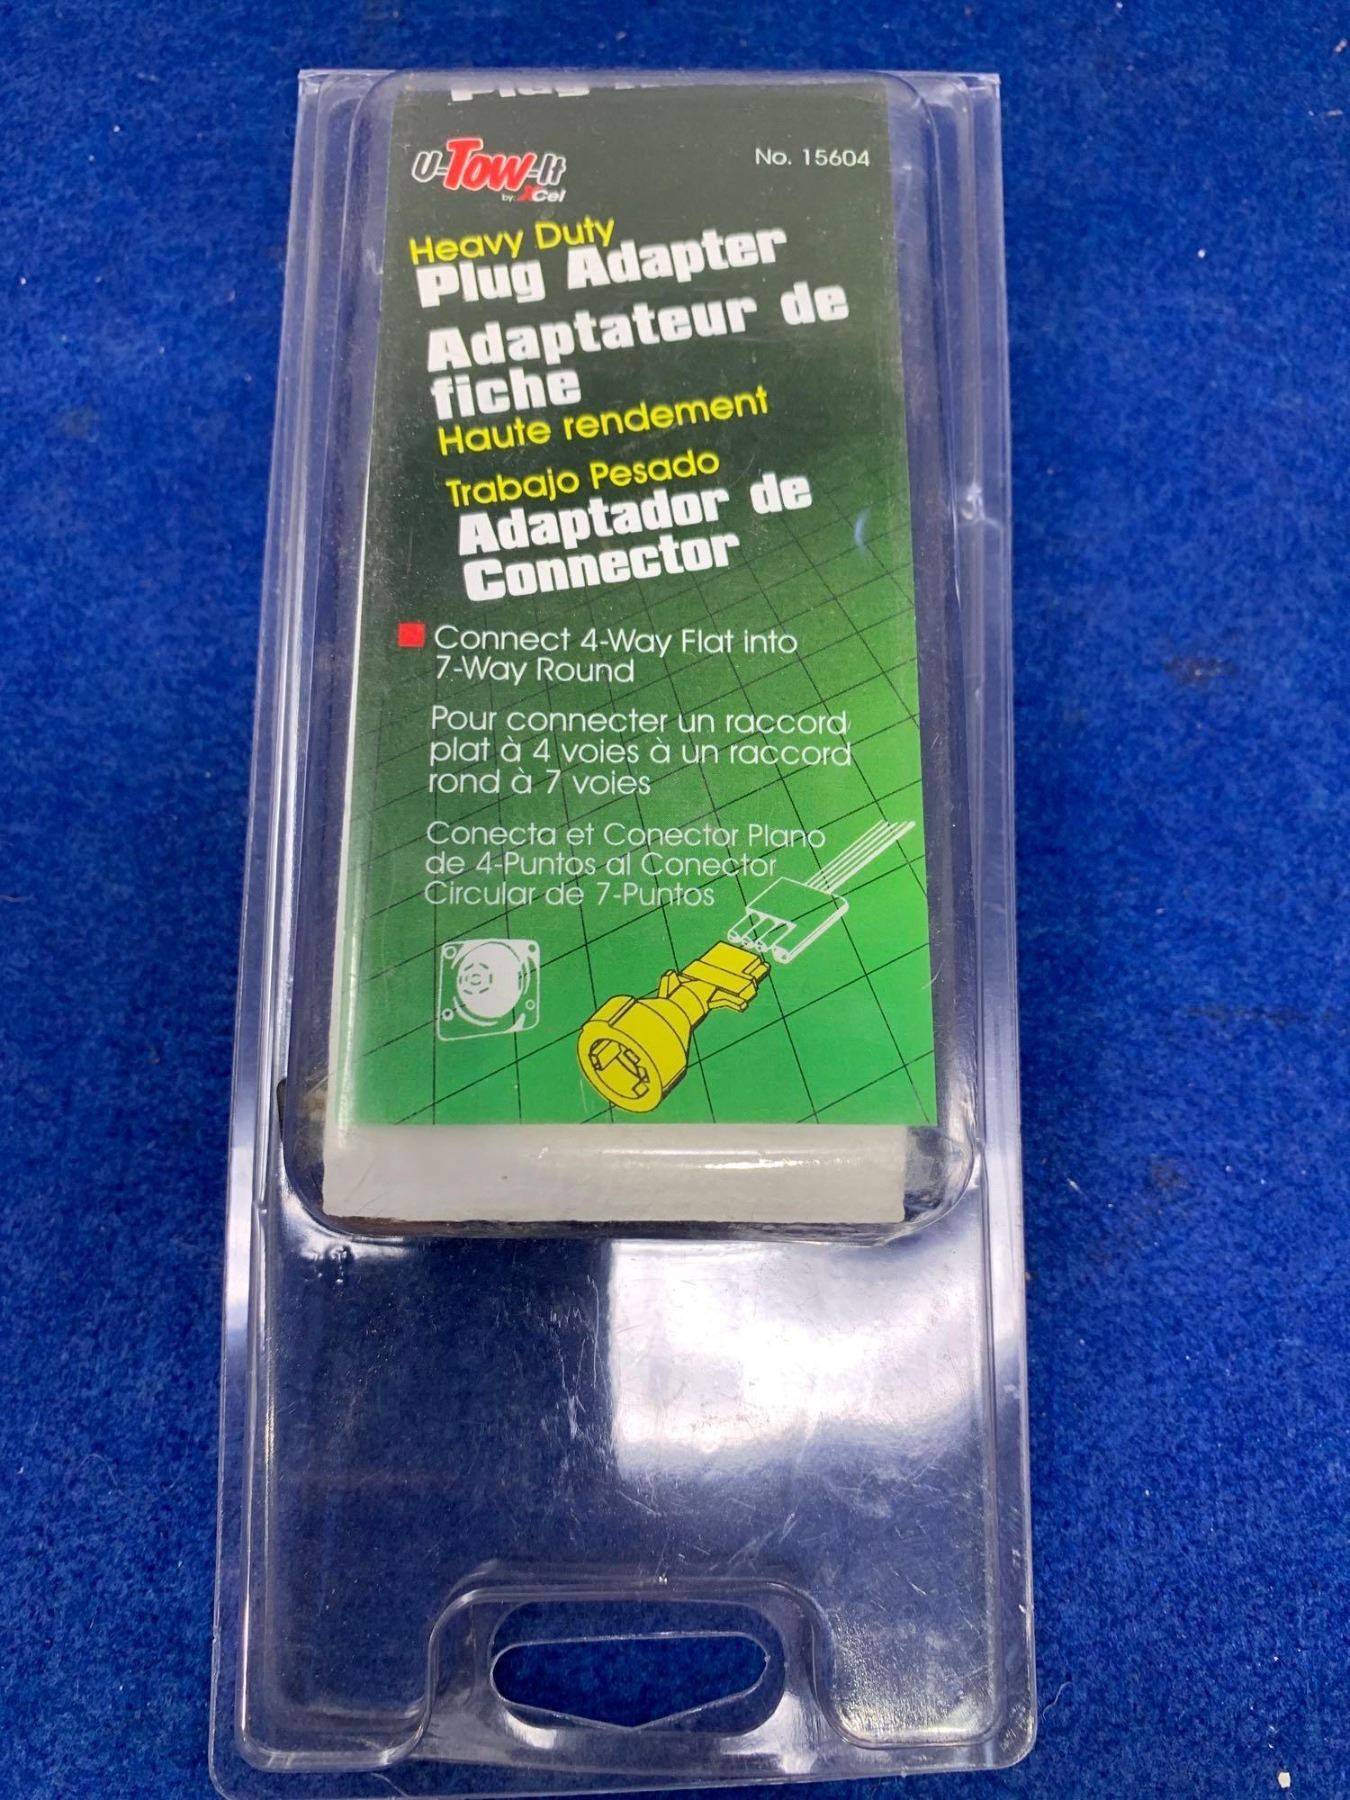 U-Tow-It
by: XCel
No. 15604
Heavy Duty
Plug Adapter
Adaptateur de
fiche
Haute rendement
Trabajo Pesado
Adaptador de
Connector
Connect 4-Way Flat into
7-Way Round
Pour connecter un raccord
plat à 4 voies à un raccord
rond à 7 voies
Conecta et Conector Plano
de 4-Puntos al Conector
Circular de 7-Puntos